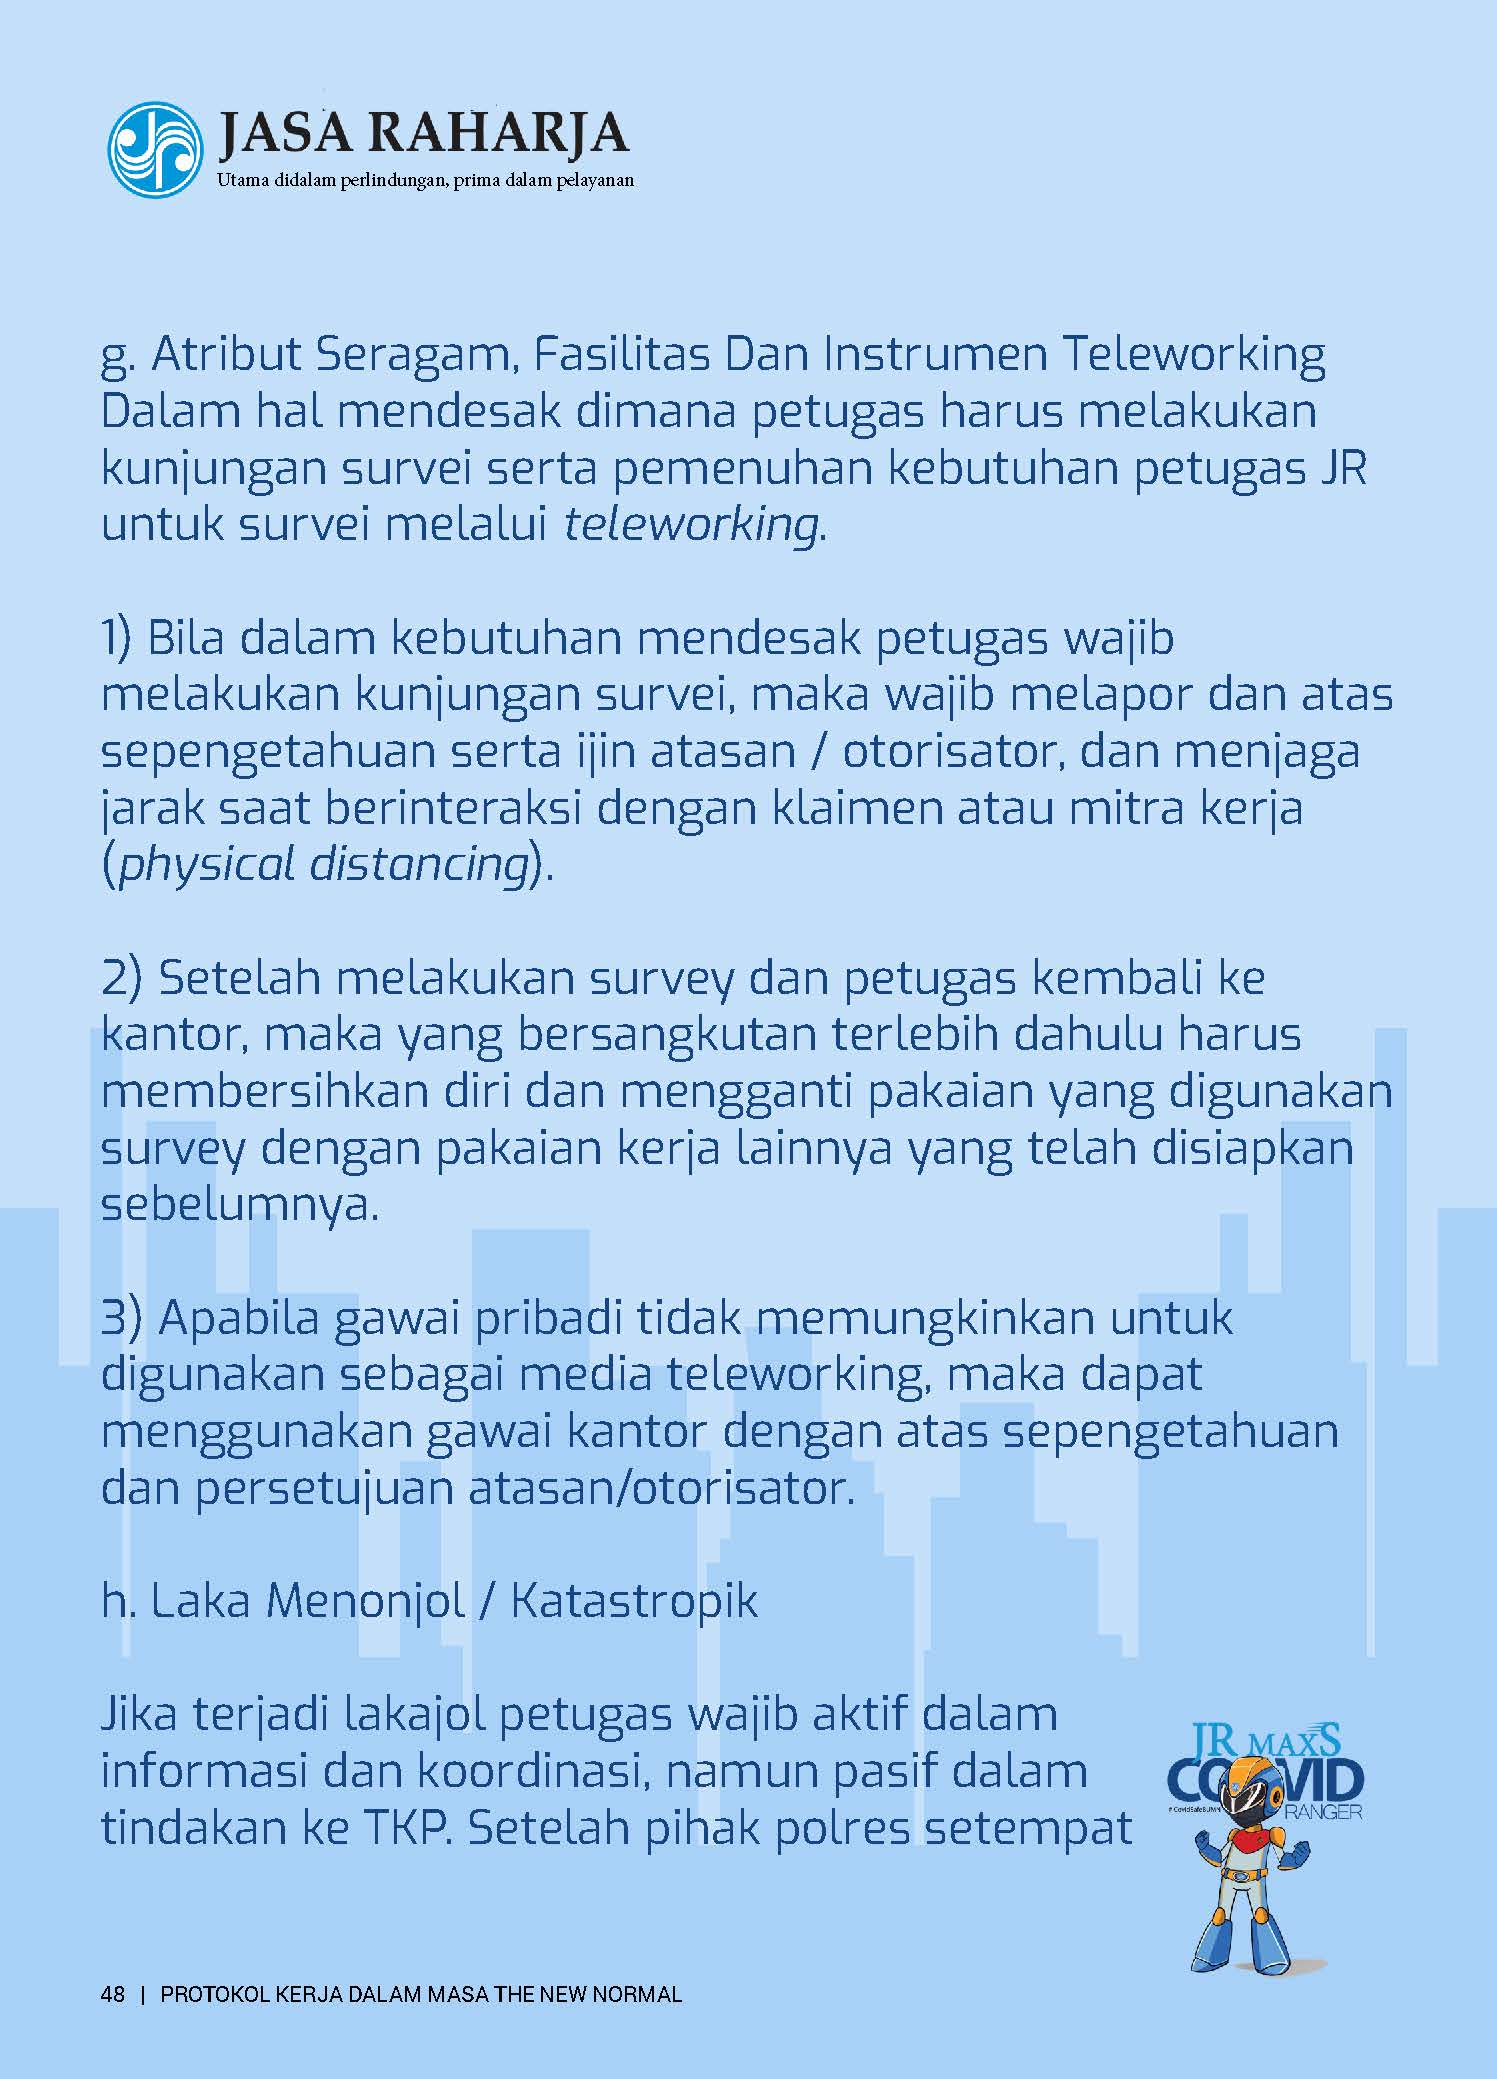 JASA RAHARJA
Utama didalam perlindungan, prima dalam pelayanan
g. Atribut Seragam, Fasilitas Dan Instrumen Teleworking
Dalam hal mendesak dimana petugas harus melakukan
kunjungan survei serta pemenuhan kebutuhan petugas JR
untuk survei melalui teleworking.
1) Bila dalam kebutuhan mendesak petugas wajib
melakukan kunjungan survei, maka wajib melapor dan atas
sepengetahuan serta ijin atasan / otorisator, dan menjaga
jarak saat berinteraksi dengan klaimen atau mitra kerja
(physical distancing).
2) Setelah melakukan survey dan petugas kembali ke
kantor, maka yang bersangkutan terlebih dahulu harus
membersihkan diri dan mengganti pakaian yang digunakan
survey dengan pakaian kerja lainnya yang telah disiapkan
sebelumnya.
3) Apabila gawai pribadi tidak memungkinkan untuk
digunakan sebagai media teleworking, maka dapat
menggunakan gawai kantor dengan atas sepengetahuan
dan persetujuan atasan/otorisator.
h. Laka Menonjol / Katastropik
Jika terjadi lakajol petugas wajib aktif dalam
informasi dan koordinasi, namun pasif dalam
tindakan ke TKP. Setelah pihak polres setempat
JR MAXS
COVID
#CovidSafeBUMN RANGER
48 | PROTOKOL KERJA DALAM MASA THE NEW NORMAL